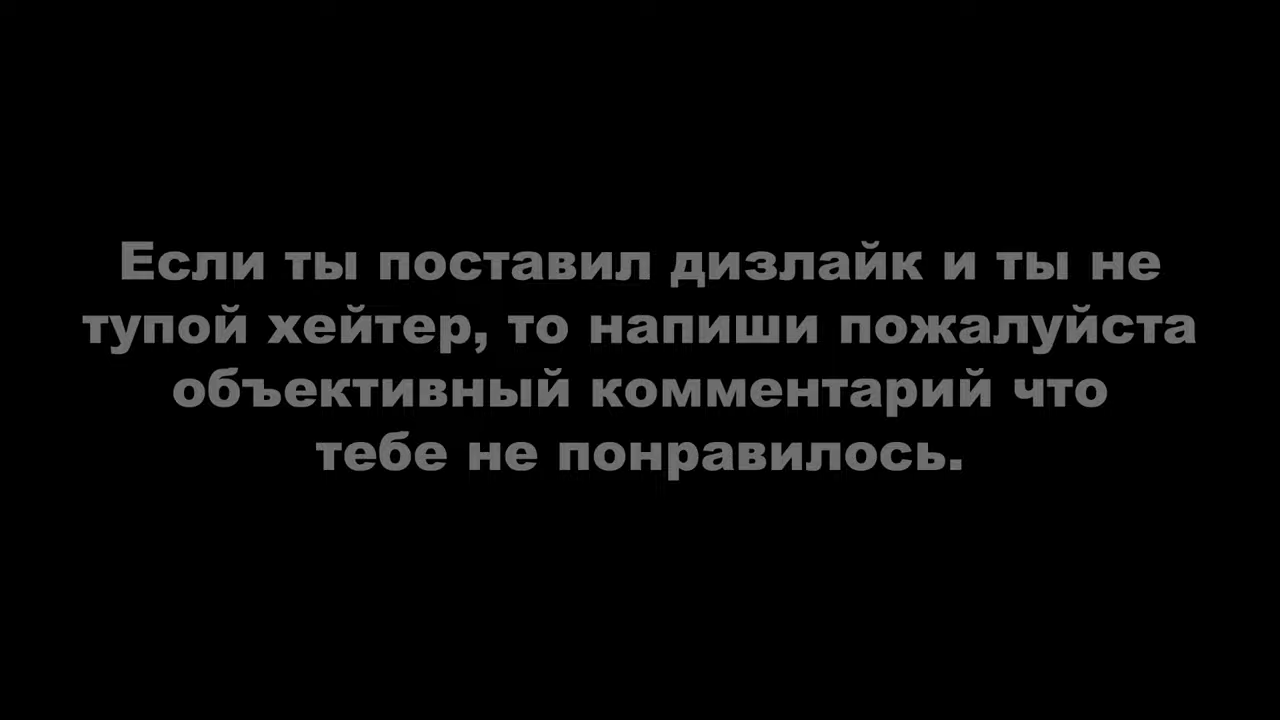 Если ты поставил дизлайк и ты не
тупой хейтер, то напиши пожалуйста
объективный комментарий что
тебе не понравилось.